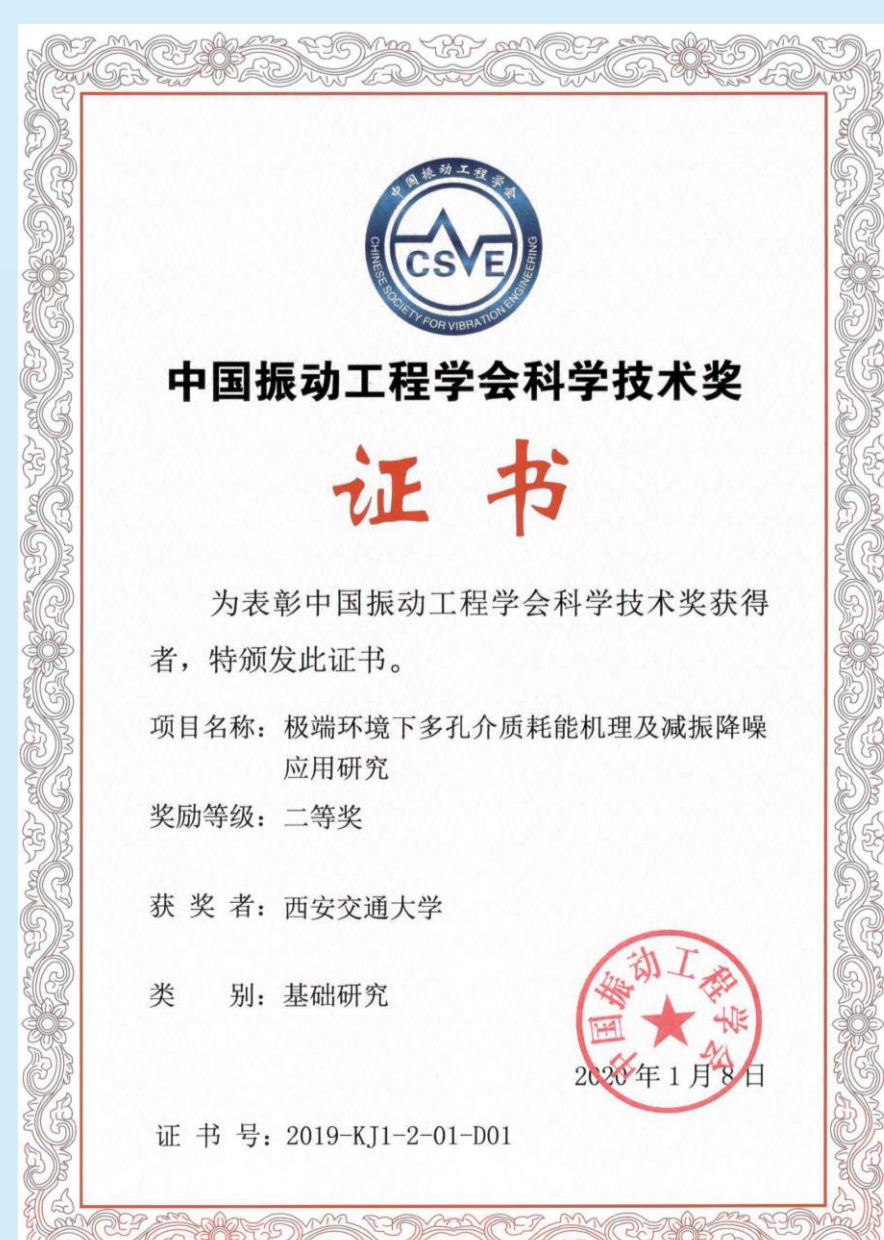 中国振动工程学会
CSVE
CHINESE SOCIETY FOR VIBRATION ENGINEERING
中国振动工程学会科学技术奖
证 书
为表彰中国振动工程学会科学技术奖获得
者，特颁发此证书。
项目名称：极端环境下多孔介质耗能机理及减振降噪
应用研究
奖励等级：二等奖
获 奖 者：西安交通大学
类 别：基础研究
中国振动工程学会
2020年1月8日
证 书 号：2019-KJ1-2-01-D01